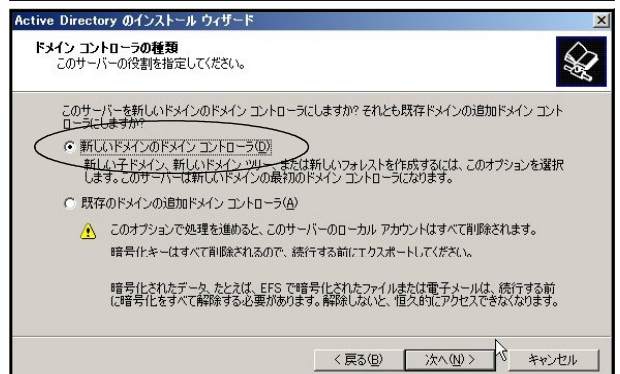 Active Directory のインストール ウィザード
ドメイン コントローラの種類
このサーバーの役割を指定してください。
このサーバーを新しいドメインのドメイン コントローラにしますか? それとも既存ドメインの追加ドメイン コント
ローラにしますか?
新しいドメインのドメイン コントローラ(D)
新しい子ドメイン、新しいドメイン ツリー、または新しいフォレストを作成するには、このオプションを選択
します。このサーバーは新しいドメインの最初のドメイン コントローラになります。
既存のドメインの追加ドメイン コントローラ(A)
このオプションで処理を進めると、このサーバーのローカル アカウントはすべて削除されます。
暗号化キーはすべて削除されるので、続行する前にエクスポートしてください。
暗号化されたデータ、たとえば、EFS で暗号化されたファイルまたは電子メールは、続行する前
に暗号化をすべて解除する必要があります。解除しないと、恒久的にアクセスできなくなります。
< 戻る(B) 次へ(N) > キャンセル